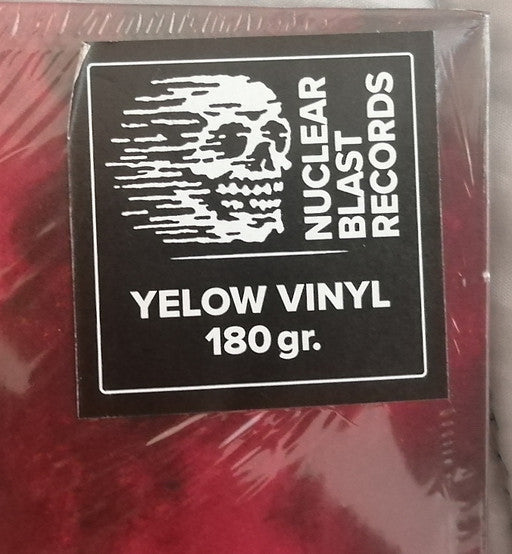 NUCLEAR
BLAST
RECORDS
YELOW VINYL
180 gr.